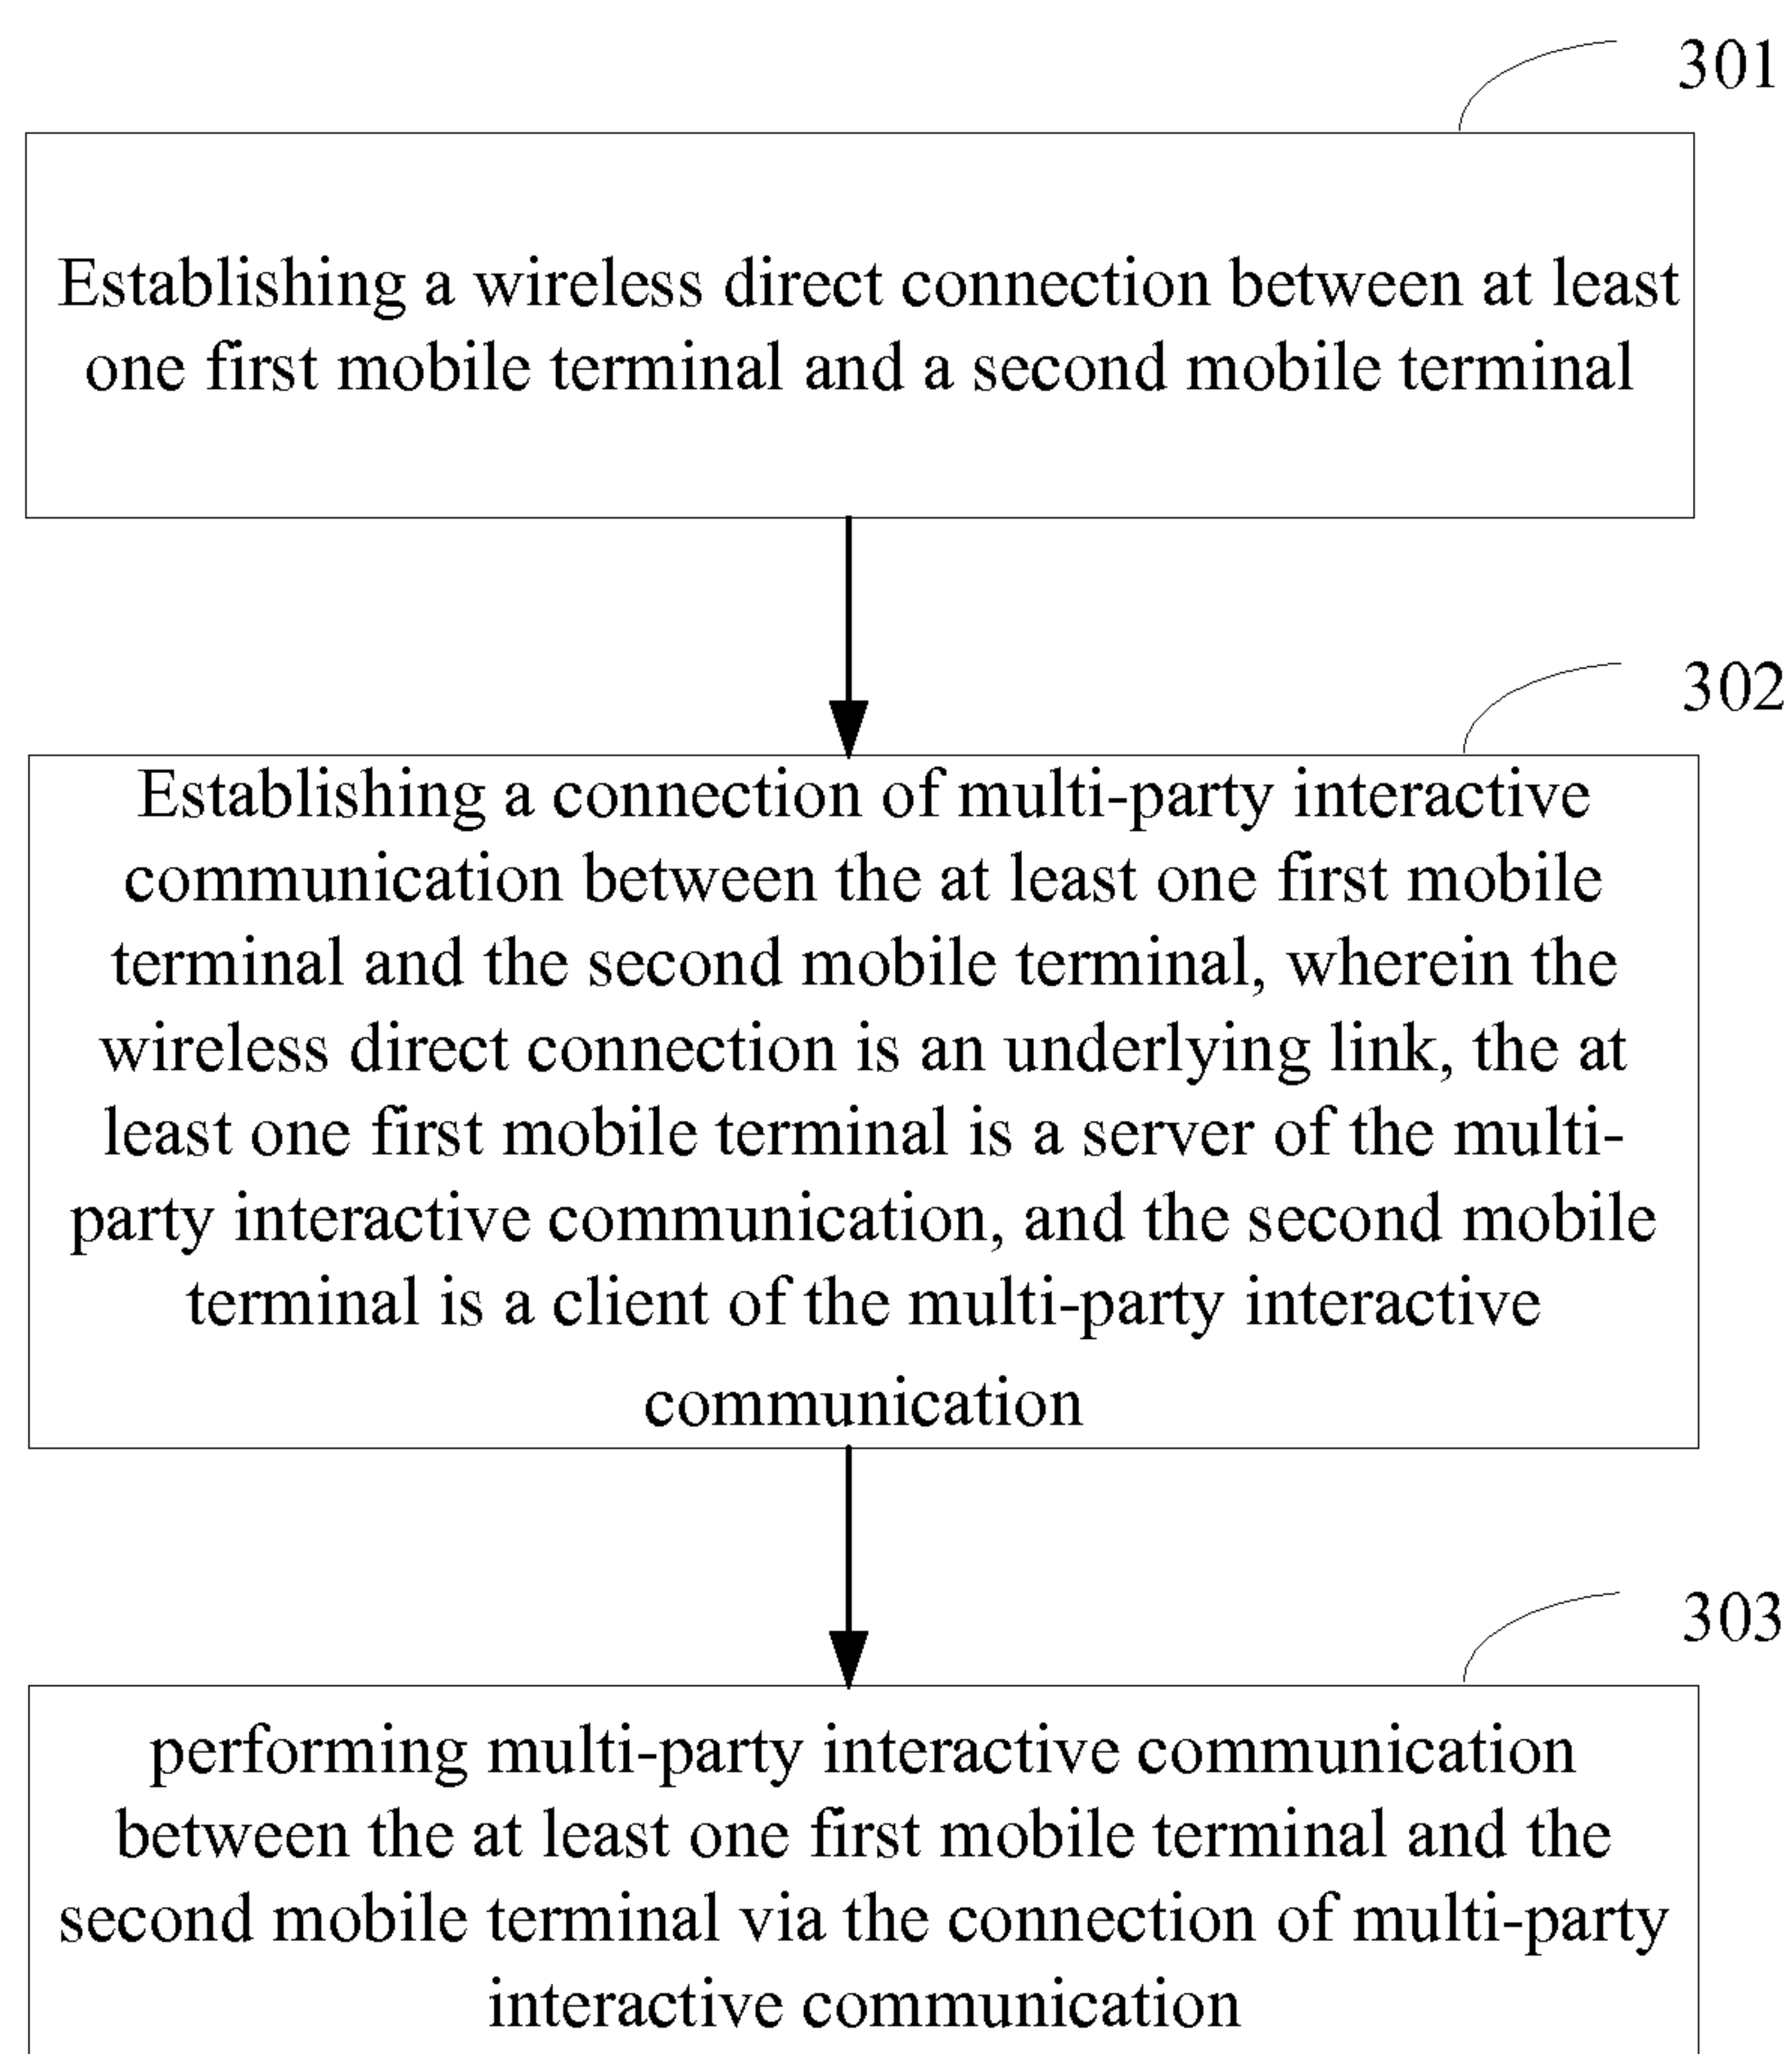 301
Establishing a wireless direct connection between at least
one first mobile terminal and a second mobile terminal
302
Establishing a connection of multi-party interactive
communication between the at least one first mobile
terminal and the second mobile terminal, wherein the
wireless direct connection is an underlying link, the at
least one first mobile terminal is a server of the multi-
party interactive communication, and the second mobile
terminal is a client of the multi-party interactive
communication
303
performing multi-party interactive communication
between the at least one first mobile terminal and the
second mobile terminal via the connection of multi-party
interactive communication